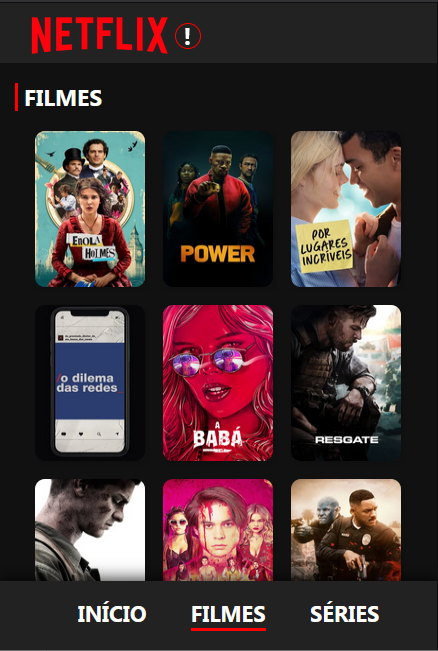 NETFLIX !
FILMES
ENOLA
HOLMES
POWER
POR
LUGARES
INCRÍVEIS
o dilema
das redes
A
BABÁ
RESGATE
INÍCIO FILMES SÉRIES